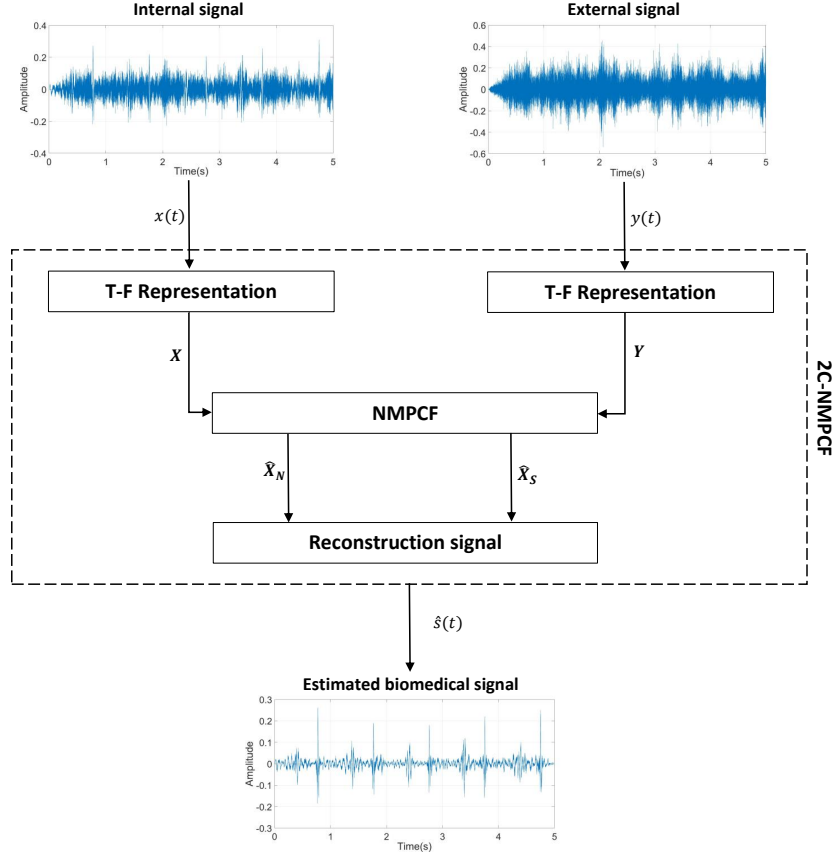 Internal signal
External signal
Amplitude
0.4
0.2
0
-0.2
-0.4
0 1 2 3 4 5
Time(s)
Amplitude
0.6
0.4
0.2
0
-0.2
-0.4
-0.6
0 1 2 3 4 5
Time(s)
x(t)
y(t)
T-F Representation
T-F Representation
X
Y
2C-NMPCF
NMPCF
X̂_N
X̂_S
Reconstruction signal
ŝ(t)
Estimated biomedical signal
Amplitude
0.3
0.2
0.1
0
-0.1
-0.2
-0.3
0 1 2 3 4 5
Time(s)